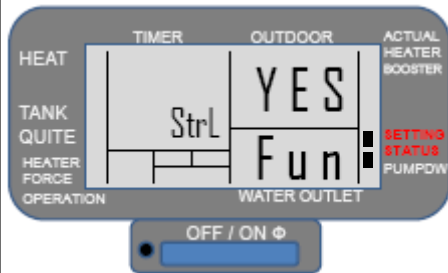 TIMER OUTDOOR ACTUAL
HEAT HEATER
BOOSTER
YES
TANK
StrL
QUITE SETTING
STATUS
HEATER Fun
FORCE PUMPDW
OPERATION WATER OUTLET
OFF / ON Φ